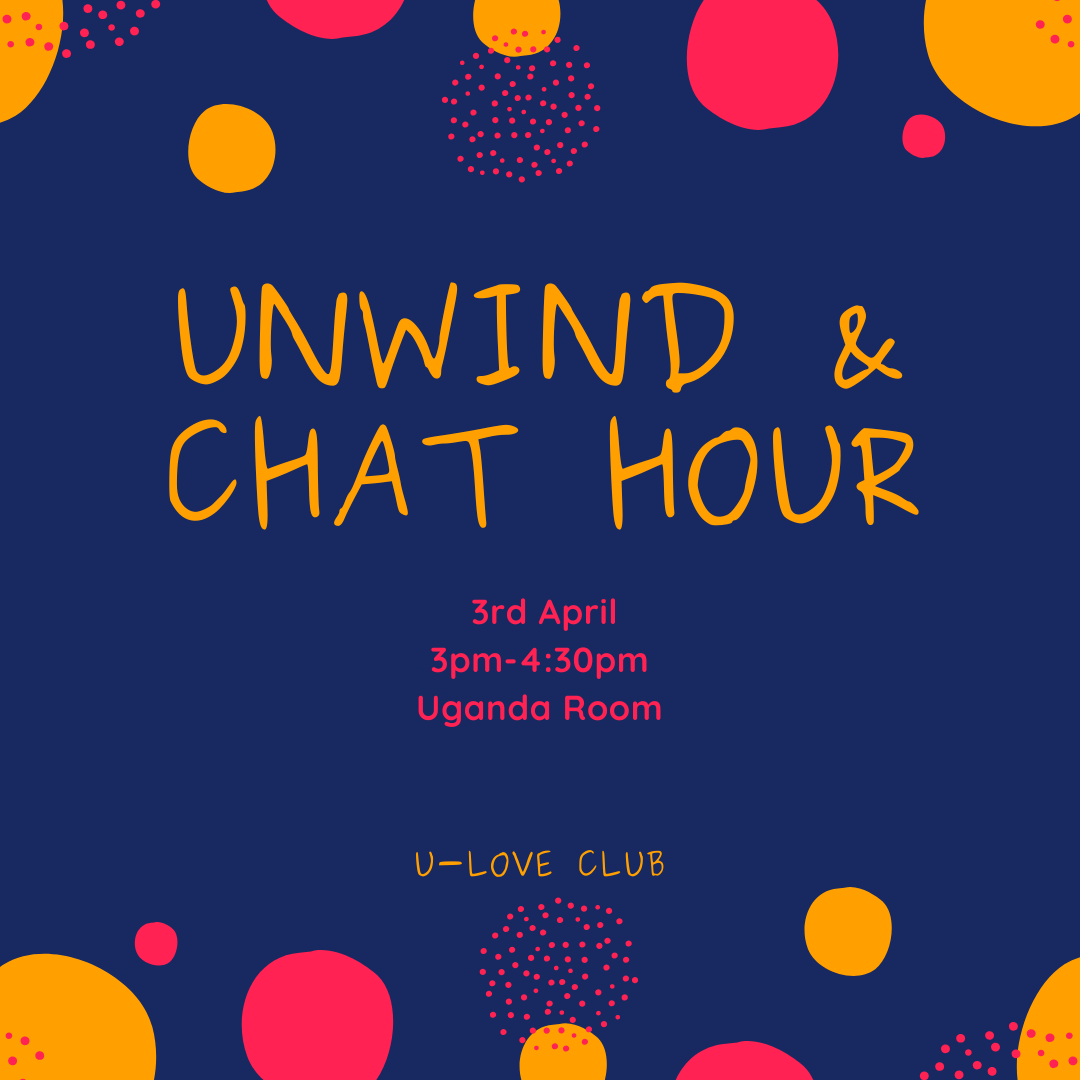 UNWIND &
CHAT HOUR
3rd April
3pm-4:30pm
Uganda Room
U-LOVE CLUB